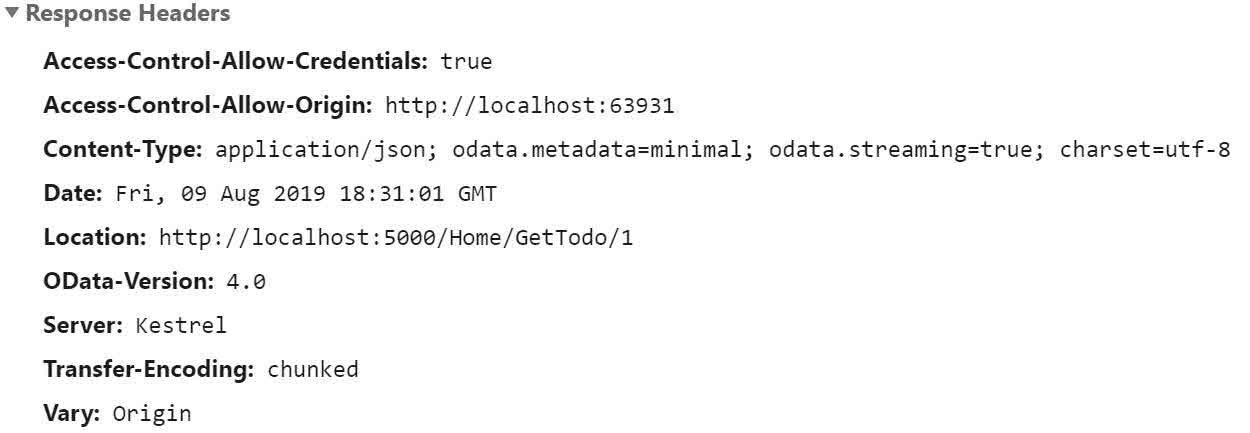 Response Headers
Access-Control-Allow-Credentials: true
Access-Control-Allow-Origin: http://localhost:63931
Content-Type: application/json; odata.metadata=minimal; odata.streaming=true; charset=utf-8
Date: Fri, 09 Aug 2019 18:31:01 GMT
Location: http://localhost:5000/Home/GetTodo/1
OData-Version: 4.0
Server: Kestrel
Transfer-Encoding: chunked
Vary: Origin